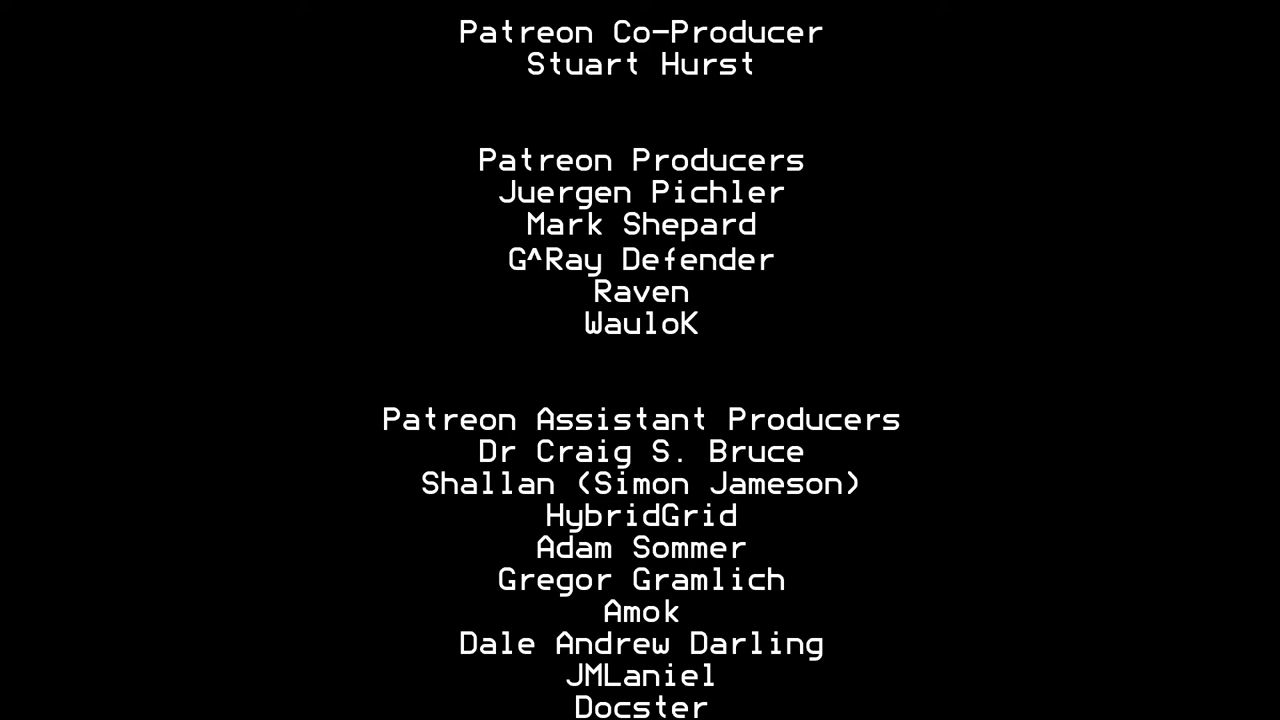 Patreon Co-Producer
Stuart Hurst
Patreon Producers
Juergen Pichler
Mark Shepard
G^Ray Defender
Raven
WauloK
Patreon Assistant Producers
Dr Craig S. Bruce
Shallan (Simon Jameson)
HybridGrid
Adam Sommer
Gregor Gramlich
Amok
Dale Andrew Darling
JMLaniel
Docster